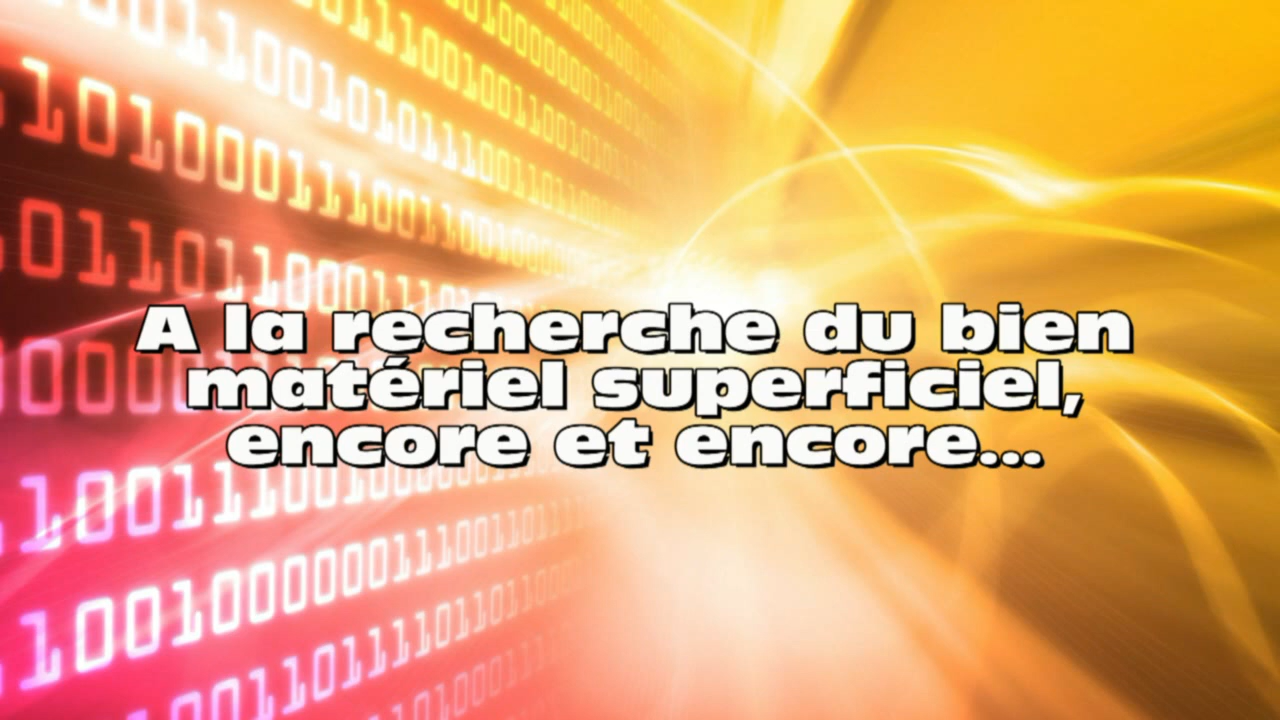 A la recherche du bien
matériel superficiel,
encore et encore...